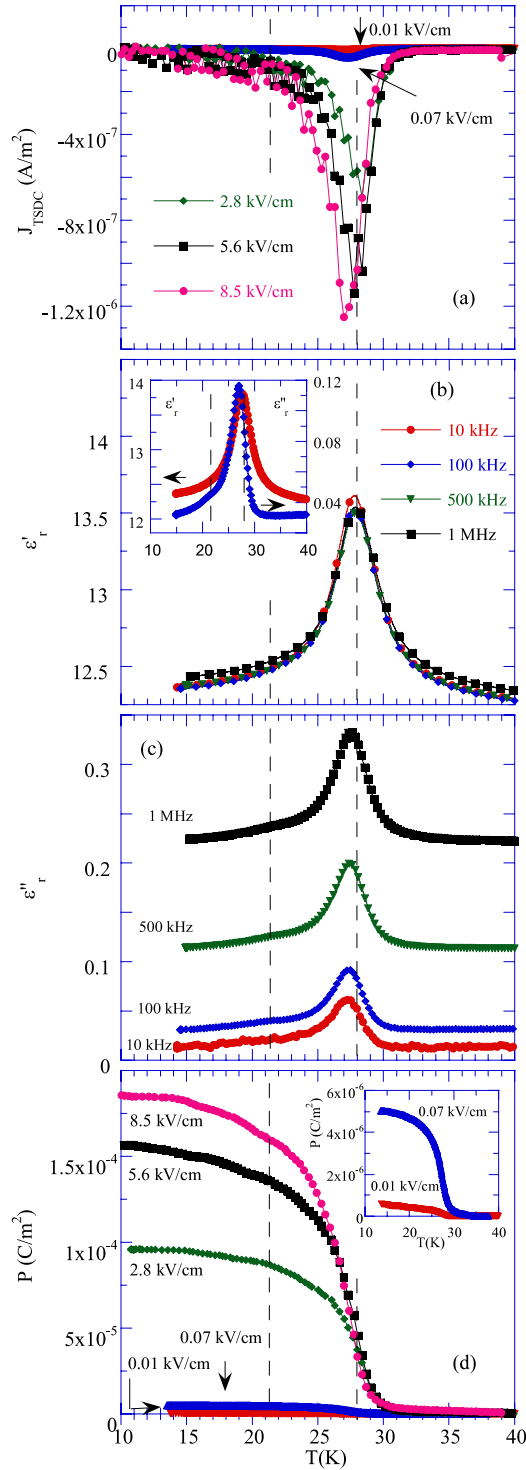 0.01 kV/cm
0
0.07 kV/cm
-4x10⁻⁷
J_TSDC (A/m²)
2.8 kV/cm
-8x10⁻⁷
5.6 kV/cm
8.5 kV/cm
-1.2x10⁻⁶
(a)
14
ε'r
ε''r
0.12
(b)
14
13
0.08
10 kHz
100 kHz
13.5
12
0.04
500 kHz
10 20 30 40
1 MHz
ε'r
13
12.5
(c)
0.3
1 MHz
ε''r
0.2
500 kHz
0.1
100 kHz
10 kHz
0
8.5 kV/cm
6x10⁻⁶
0.07 kV/cm
P (C/m²)
4x10⁻⁶
1.5x10⁻⁴
5.6 kV/cm
2x10⁻⁶
0.01 kV/cm
0
10 20 30 40
T(K)
P (C/m²)
1x10⁻⁴
2.8 kV/cm
5x10⁻⁵
0.07 kV/cm
0.01 kV/cm
(d)
0
10 15 20 25 30 35 40
T(K)